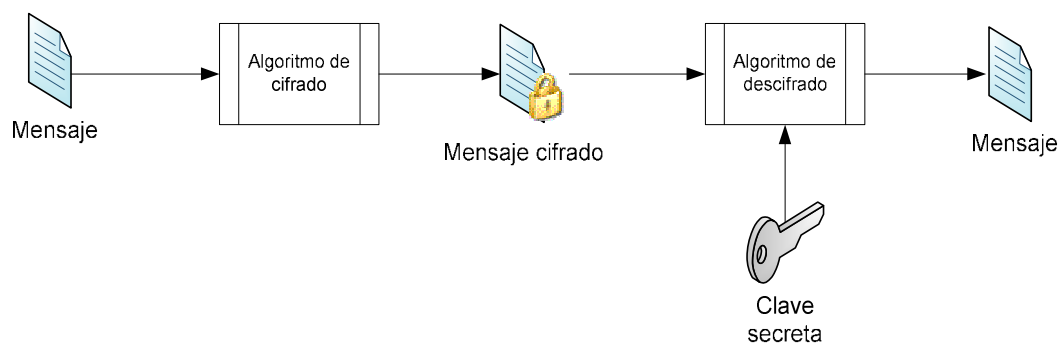 Mensaje
Algoritmo de
cifrado
Mensaje cifrado
Algoritmo de
descifrado
Mensaje
Clave
secreta